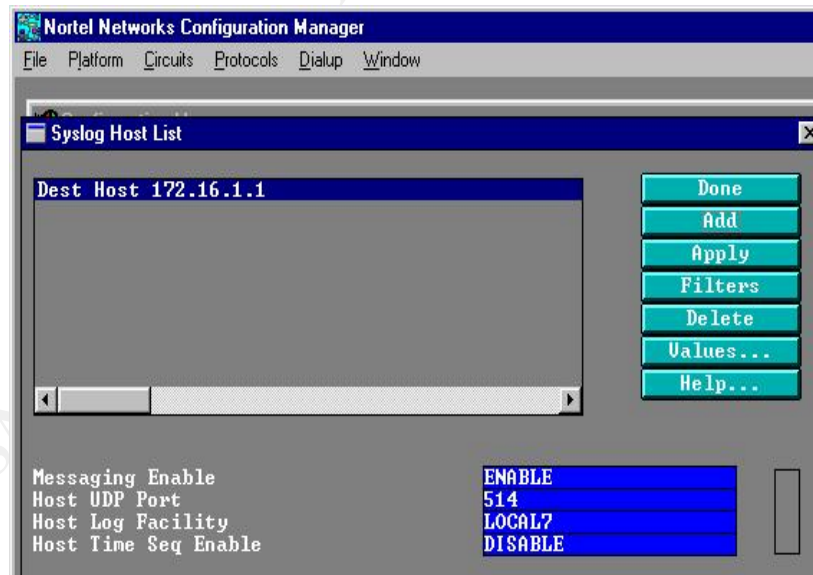 Nortel Networks Configuration Manager
File Platform Circuits Protocols Dialup Window
Syslog Host List
Dest Host 172.16.1.1
Done
Add
Apply
Filters
Delete
Values...
Help...
Messaging Enable ENABLE
Host UDP Port 514
Host Log Facility LOCAL7
Host Time Seq Enable DISABLE